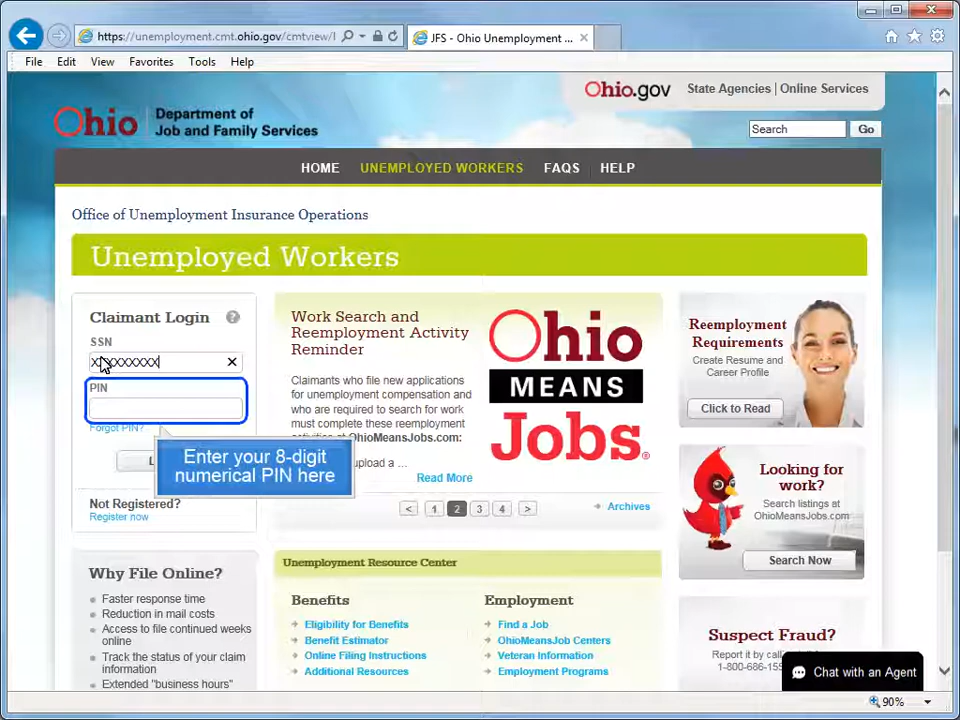 https://unemployment.cmt.ohio.gov/cmtview/
JFS - Ohio Unemployment ...
File Edit View Favorites Tools Help
Ohio.gov State Agencies | Online Services
Ohio Department of
Job and Family Services
Search Go
HOME UNEMPLOYED WORKERS FAQS HELP
Office of Unemployment Insurance Operations
Unemployed Workers
Claimant Login ?
SSN
PIN
Forgot PIN?
Enter your 8-digit
numerical PIN here
Not Registered?
Register now
Work Search and
Reemployment Activity
Reminder
Claimants who file new applications
for unemployment compensation and
who are required to search for work
must complete the reemployment
at OhioMeansJobs.com:
upload a ...
Read More
Ohio
MEANS
Jobs®
< 1 2 3 4 >
Archives
Reemployment
Requirements
Create Resume and
Career Profile
Click to Read
Looking for
work?
Search listings at
OhioMeansJobs.com
Search Now
Why File Online?
Faster response time
Reduction in mail costs
Access to file continued weeks
online
Track the status of your claim
information
Extended "business hours"
Unemployment Resource Center
Benefits
Eligibility for Benefits
Benefit Estimator
Online Filing Instructions
Additional Resources
Employment
Find a Job
OhioMeansJob Centers
Veteran Information
Employment Programs
Suspect Fraud?
Report it by
1-800-686-15
Chat with an Agent
90%